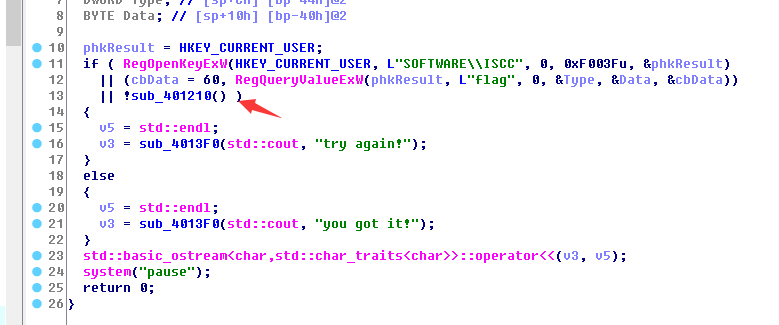 DWORD Type; // [sp+Ch] [bp-44h]@2
8 BYTE Data; // [sp+10h] [bp-40h]@2
9
10 phkResult = HKEY_CURRENT_USER;
11 if ( RegOpenKeyExW(HKEY_CURRENT_USER, L"SOFTWARE\\ISCC", 0, 0xF003Fu, &phkResult)
12 || (cbData = 60, RegQueryValueExW(phkResult, L"flag", 0, &Type, &Data, &cbData))
13 || !sub_401210() )
14 {
15 v5 = std::endl;
16 v3 = sub_4013F0(std::cout, "try again!");
17 }
18 else
19 {
20 v5 = std::endl;
21 v3 = sub_4013F0(std::cout, "you got it!");
22 }
23 std::basic_ostream<char,std::char_traits<char>>::operator<<(v3, v5);
24 system("pause");
25 return 0;
26 }